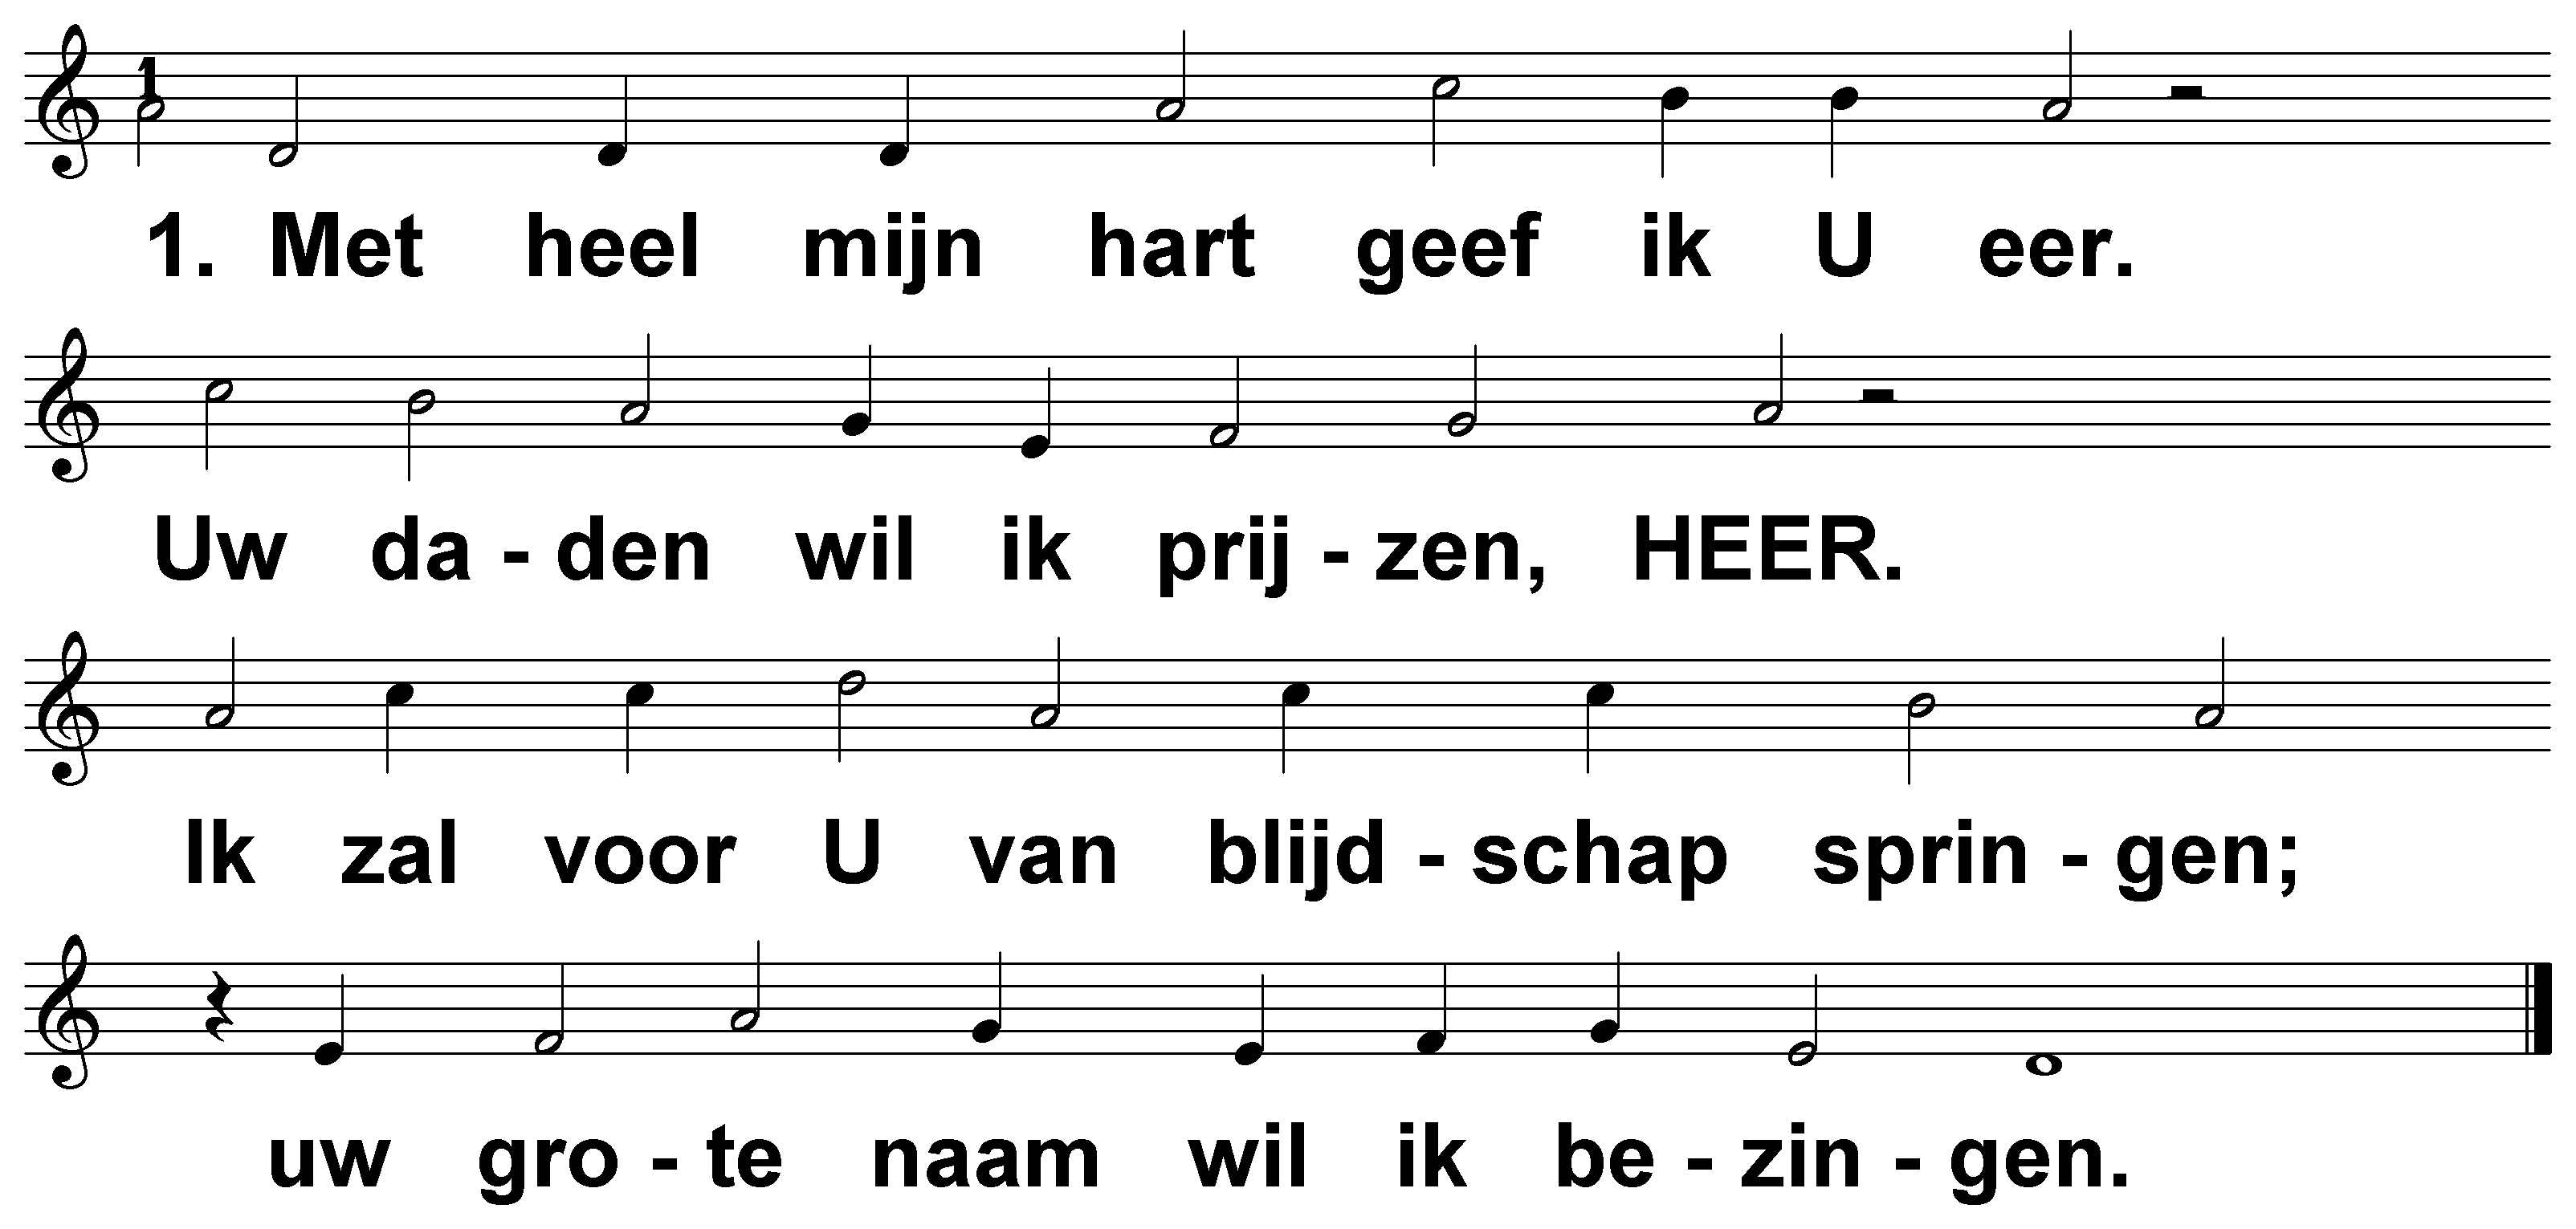 1
1. Met heel mijn hart geef ik U eer.
Uw da - den wil ik prij - zen, HEER.
Ik zal voor U van blijd - schap sprin - gen;
uw gro - te naam wil ik be - zin - gen.